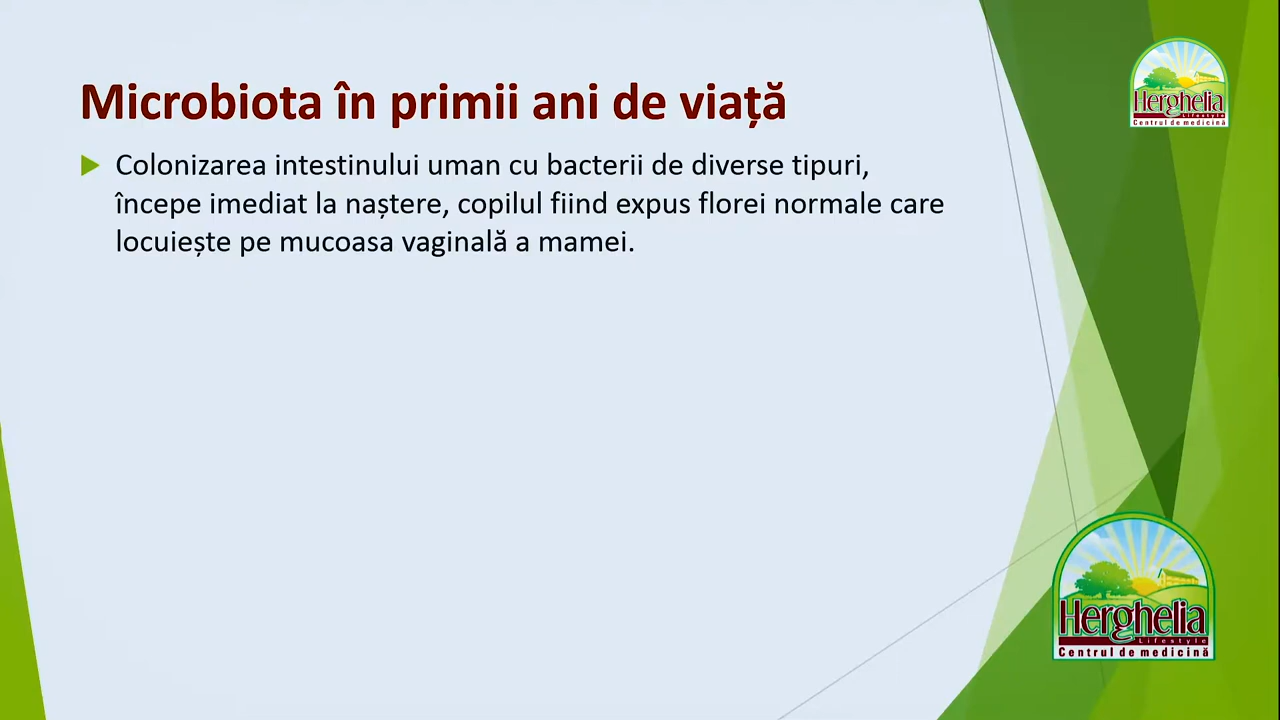 Microbiota în primii ani de viață
Colonizarea intestinului uman cu bacterii de diverse tipuri,
începe imediat la naștere, copilul fiind expus florei normale care
locuiește pe mucoasa vaginală a mamei.
Herghelia
Lifestyle
Centrul de medicină
Herghelia
Lifestyle
Centrul de medicină